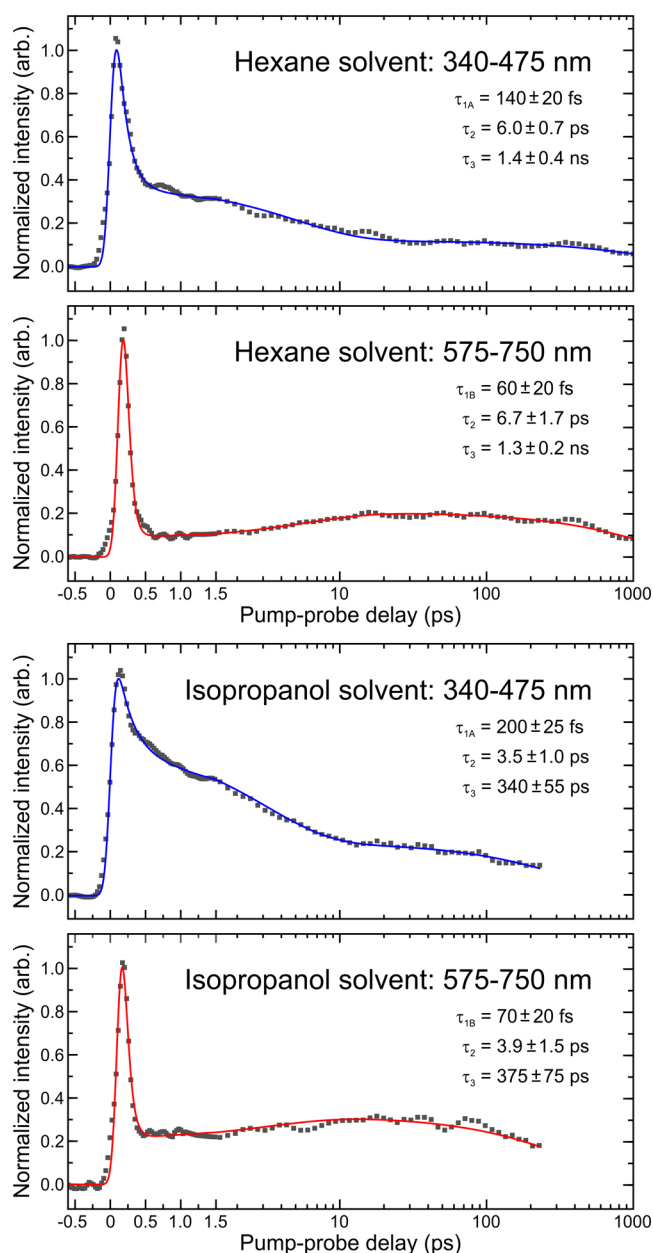 Hexane solvent: 340-475 nm
τ1A = 140±20 fs
τ2 = 6.0±0.7 ps
τ3 = 1.4±0.4 ns
Normalized intensity (arb.)
1.0
0.8
0.6
0.4
0.2
0.0
Hexane solvent: 575-750 nm
τ1B = 60±20 fs
τ2 = 6.7±1.7 ps
τ3 = 1.3±0.2 ns
Normalized intensity (arb.)
1.0
0.8
0.6
0.4
0.2
0.0
-0.5 0 0.5 1.0 1.5 10 100 1000
Pump-probe delay (ps)
Isopropanol solvent: 340-475 nm
τ1A = 200±25 fs
τ2 = 3.5±1.0 ps
τ3 = 340±55 ps
Normalized intensity (arb.)
1.0
0.8
0.6
0.4
0.2
0.0
Isopropanol solvent: 575-750 nm
τ1B = 70±20 fs
τ2 = 3.9±1.5 ps
τ3 = 375±75 ps
Normalized intensity (arb.)
1.0
0.8
0.6
0.4
0.2
0.0
-0.5 0 0.5 1.0 1.5 10 100 1000
Pump-probe delay (ps)